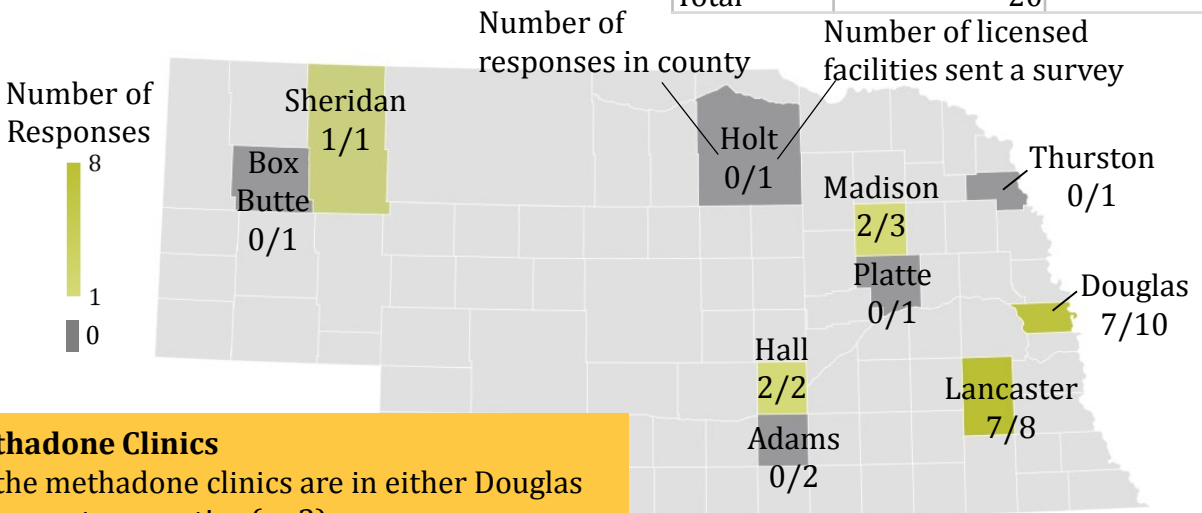 Total 20
Number of
responses in county
Number of licensed
facilities sent a survey
Number of
Responses
8
1
0
Sheridan
1/1
Box
Butte
0/1
Holt
0/1
Thurston
0/1
Madison
2/3
Platte
0/1
Douglas
7/10
Hall
2/2
Lancaster
7/8
Adams
0/2
thadone Clinics
the methadone clinics are in either Douglas